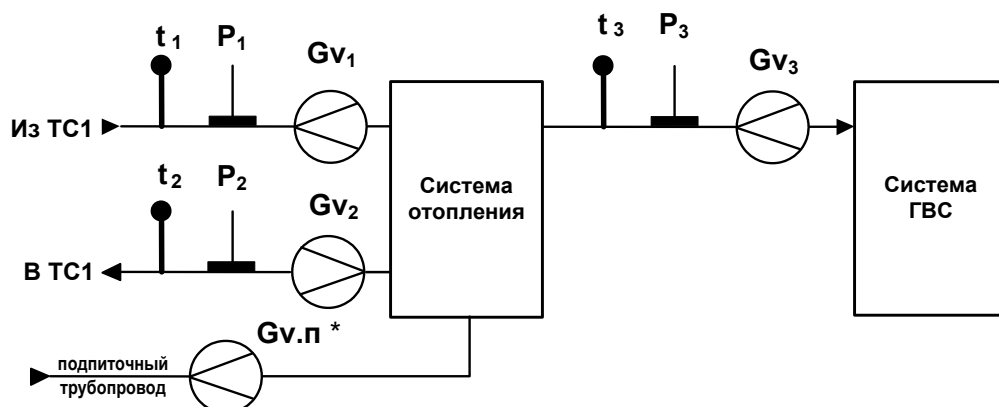 t 1 P1 Gv1 t 3 P3 Gv3
Из ТС1
Система
отопления
Система
ГВС
t 2 P2 Gv2
В ТС1
Gv.п *
подпиточный
трубопровод